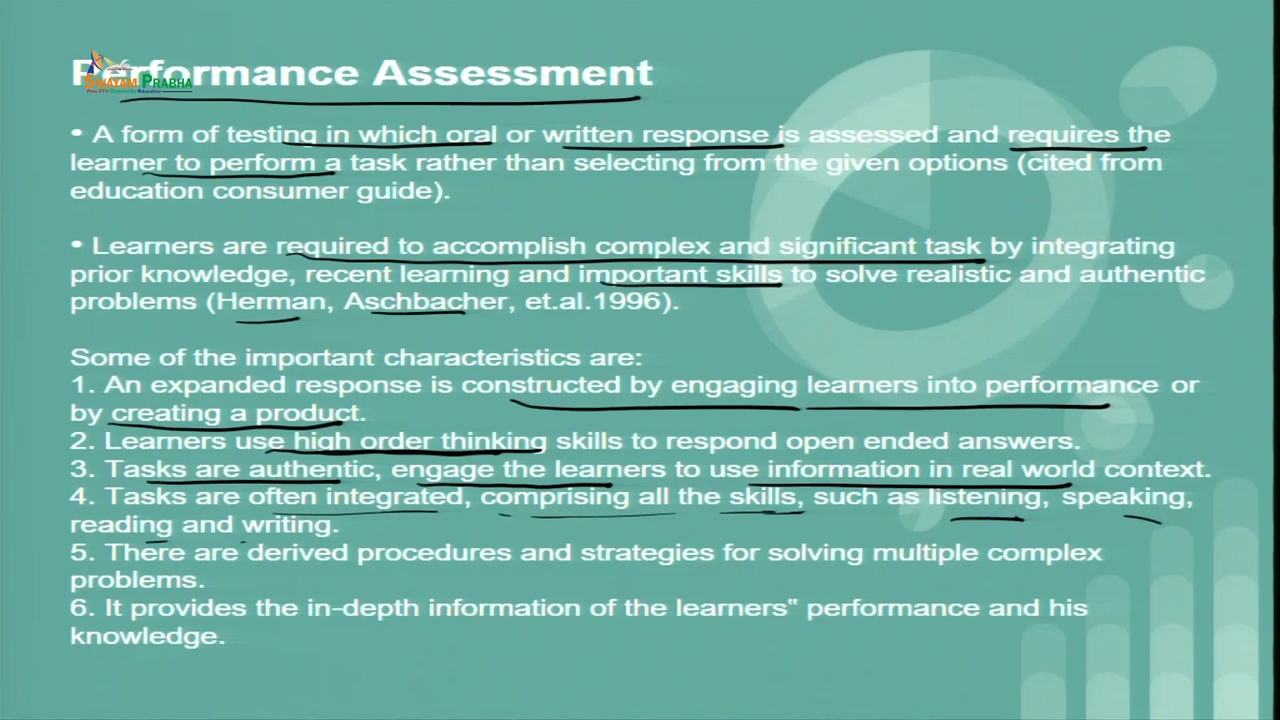 Performance Assessment
SWAYAM PRABHA
Free DTH Channel for Education
• A form of testing in which oral or written response is assessed and requires the
learner to perform a task rather than selecting from the given options (cited from
education consumer guide).
• Learners are required to accomplish complex and significant task by integrating
prior knowledge, recent learning and important skills to solve realistic and authentic
problems (Herman, Aschbacher, et.al.1996).
Some of the important characteristics are:
1. An expanded response is constructed by engaging learners into performance or
by creating a product.
2. Learners use high order thinking skills to respond open ended answers.
3. Tasks are authentic, engage the learners to use information in real world context.
4. Tasks are often integrated, comprising all the skills, such as listening, speaking,
reading and writing.
5. There are derived procedures and strategies for solving multiple complex
problems.
6. It provides the in-depth information of the learners‟ performance and his
knowledge.